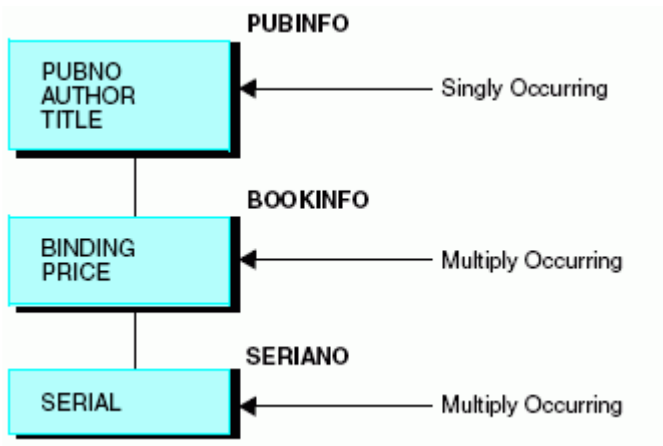 PUBINFO
PUBNO
AUTHOR
TITLE
Singly Occurring
BOOKINFO
BINDING
PRICE
Multiply Occurring
SERIANO
SERIAL
Multiply Occurring